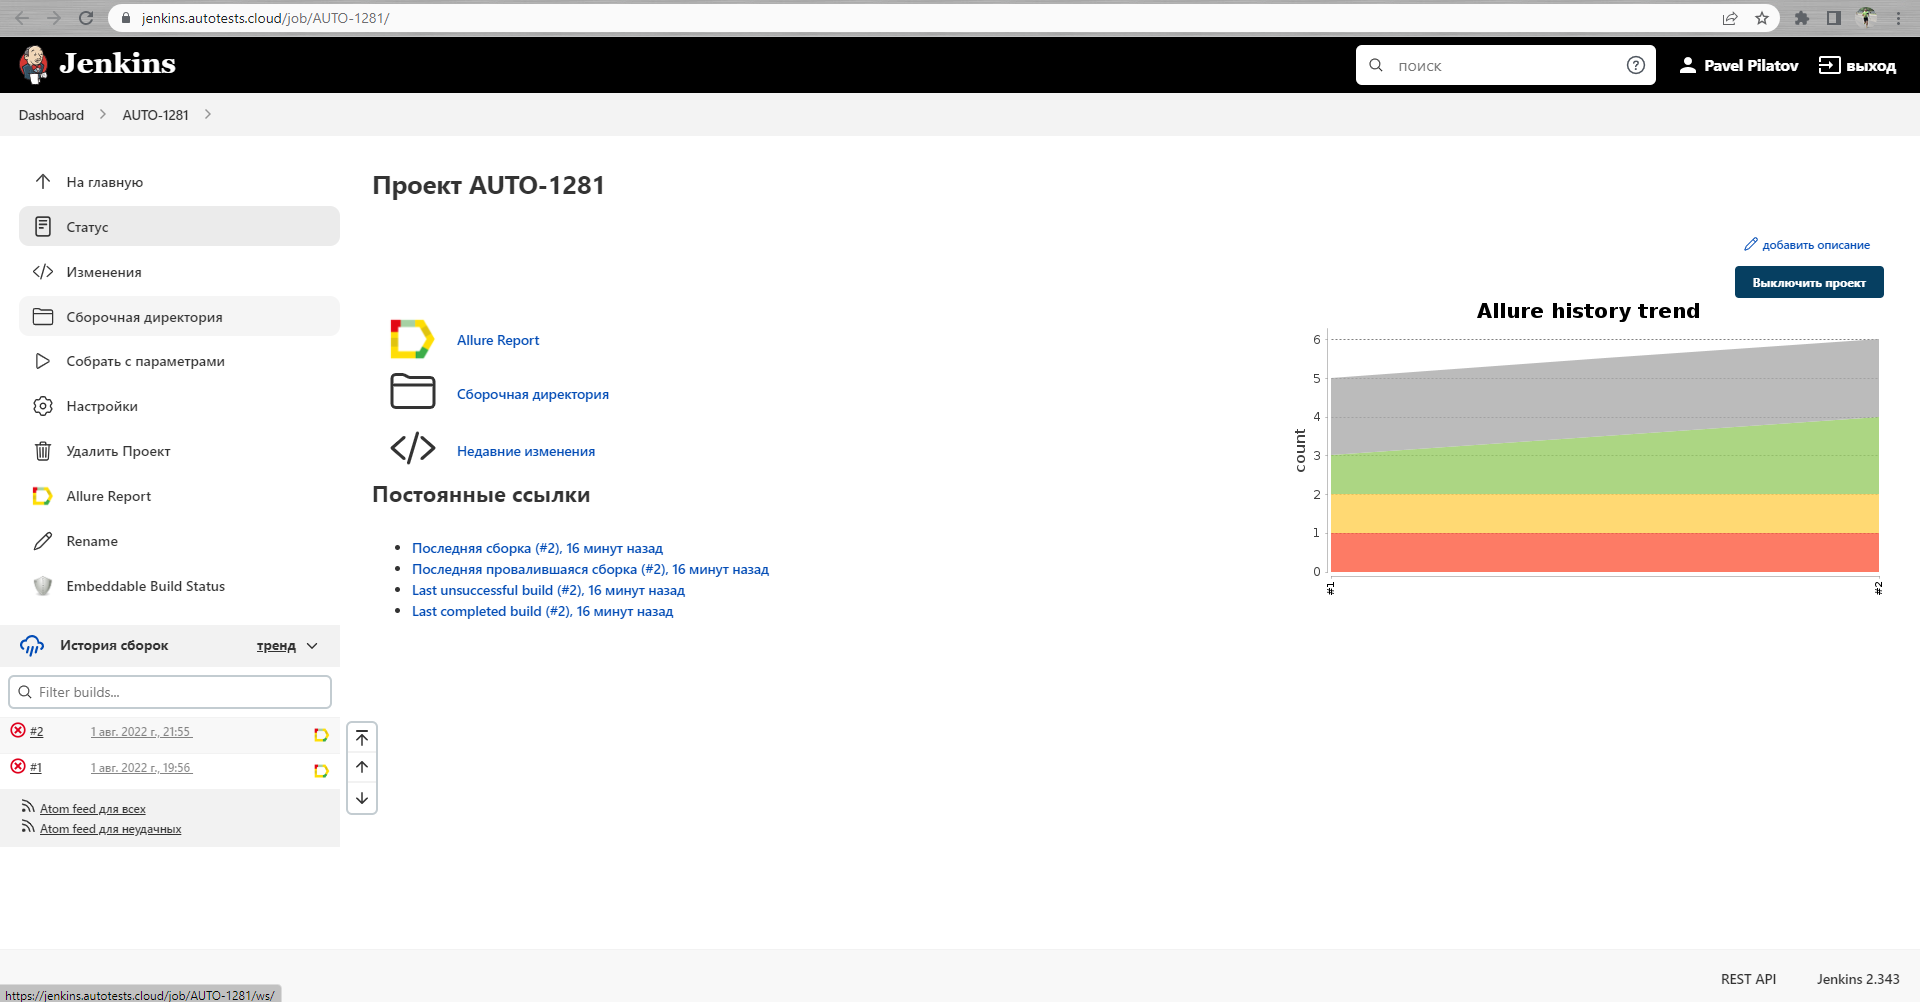 jenkins.autotests.cloud/job/AUTO-1281/
Jenkins
поиск
Pavel Pilatov
выход
Dashboard
AUTO-1281
На главную
Статус
Изменения
Сборочная директория
Собрать с параметрами
Настройки
Удалить Проект
Allure Report
Rename
Embeddable Build Status
История сборок
тренд
Filter builds...
#2
1 авг. 2022 г., 21:55
#1
1 авг. 2022 г., 19:56
Atom feed для всех
Atom feed для неудачных
Проект AUTO-1281
добавить описание
Выключить проект
Allure Report
Сборочная директория
Недавние изменения
Постоянные ссылки
Последняя сборка (#2), 16 минут назад
Последняя провалившаяся сборка (#2), 16 минут назад
Last unsuccessful build (#2), 16 минут назад
Last completed build (#2), 16 минут назад
Allure history trend
count
6
5
4
3
2
1
0
#1
#2
REST API
Jenkins 2.343
https://jenkins.autotests.cloud/job/AUTO-1281/ws/